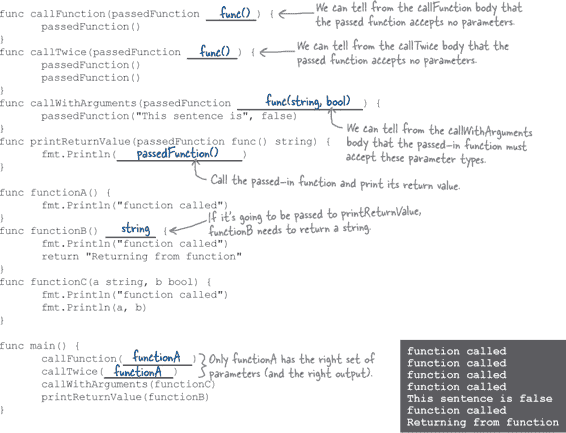 func callFunction(passedFunction func()) {
We can tell from the callFunction body that
the passed function accepts no parameters.
passedFunction()
}
func callTwice(passedFunction func()) {
We can tell from the callTwice body that the
passed function accepts no parameters.
passedFunction()
passedFunction()
}
func callWithArguments(passedFunction func(string, bool)) {
passedFunction("This sentence is", false)
}
We can tell from the callWithArguments
body that the passed-in function must
accept these parameter types.
func printReturnValue(passedFunction func() string) {
fmt.Println( passedFunction() )
}
Call the passed-in function and print its return value.
func functionA() {
fmt.Println("function called")
}
If it's going to be passed to printReturnValue,
functionB needs to return a string.
func functionB() string {
fmt.Println("function called")
return "Returning from function"
}
func functionC(a string, b bool) {
fmt.Println("function called")
fmt.Println(a, b)
}
func main() {
callFunction( functionA )
callTwice( functionA )
Only functionA has the right set of
parameters (and the right output).
callWithArguments(functionC)
printReturnValue(functionB)
}
function called
function called
function called
function called
This sentence is false
function called
Returning from function